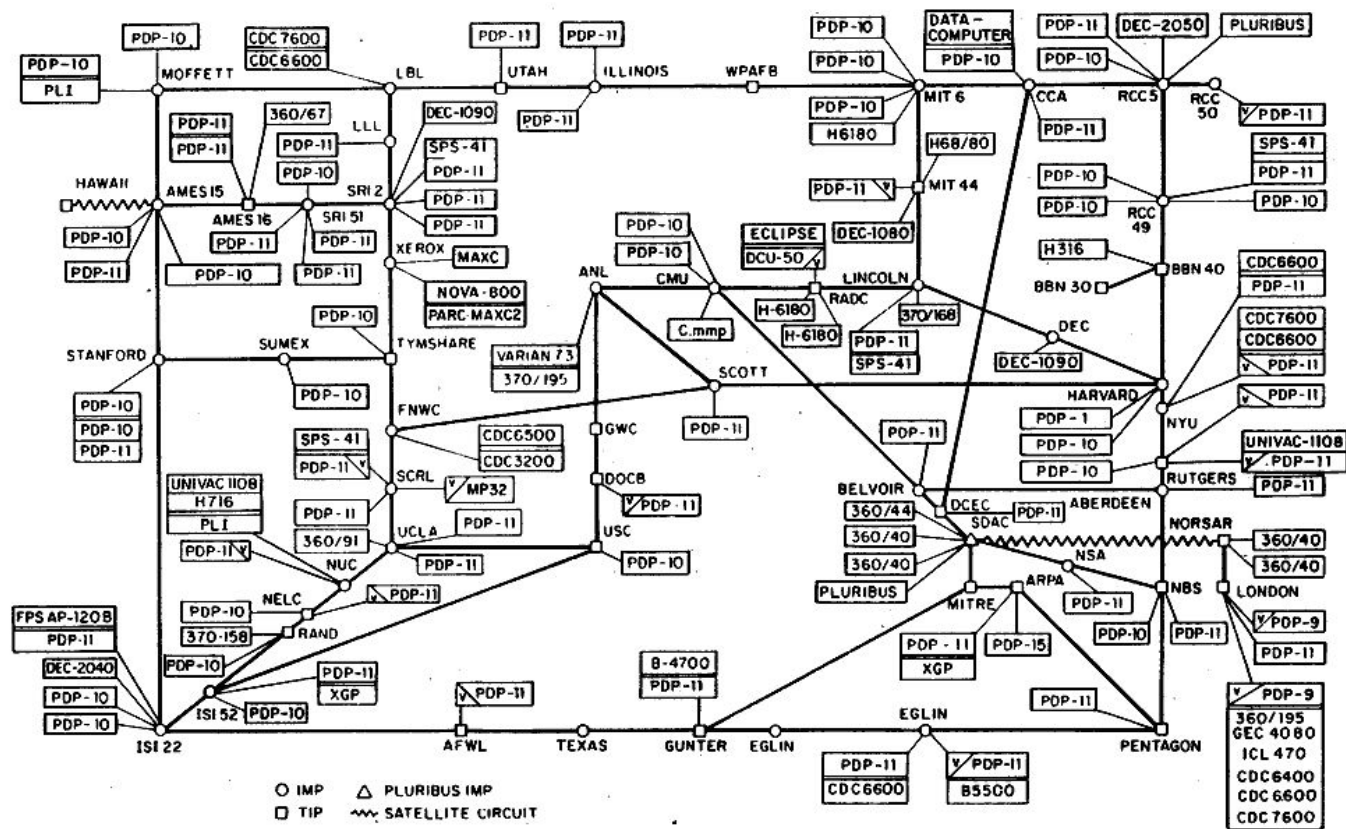 PDP-10
MOFFETT
PDP-10
PLI
CDC7600
CDC6600
LBL
PDP-11
UTAH
PDP-11
ILLINOIS
PDP-11
WPAFB
PDP-10
PDP-10
PDP-10
H6180
MIT 6
DATA-
COMPUTER
PDP-10
CCA
PDP-11
PDP-11
PDP-10
DEC-2050
PLURIBUS
RCC5
RCC
50
V PDP-11
LLL
PDP-11
DEC-1090
SPS-41
PDP-11
PDP-11
PDP-11
SRI 2
PDP-10
SRI 51
PDP-11
PDP-11
PDP-11
360/67
PDP-11
PDP-11
AMES 16
HAWAII
AMES 15
PDP-10
PDP-11
PDP-10
H68/80
PDP-11 V
MIT 44
DEC-1080
SPS-41
PDP-11
PDP-10
PDP-10
PDP-10
RCC
49
H316
BBN 40
BBN 30
XEROX
MAXC
NOVA-800
PARC-MAXC2
ANL
VARIAN 73
370/195
CMU
PDP-10
PDP-10
C.mmp
ECLIPSE
DCU-50 V
RADC
H-6180
H-6180
LINCOLN
370/168
PDP-11
SPS-41
DEC
DEC-1090
CDC6600
PDP-11
CDC7600
CDC6600
V PDP-11
V PDP-11
HARVARD
PDP-1
PDP-10
PDP-10
NYU
STANFORD
PDP-10
PDP-10
PDP-11
SUMEX
PDP-10
PDP-10
TYMSHARE
SCOTT
PDP-11
FNWC
CDC6500
CDC3200
GWC
DOCB
V PDP-11
USC
PDP-10
SPS-41
PDP-11 V
SCRL
V MP32
PDP-11
UCLA
PDP-11
360/91
PDP-11
UNIVAC 1108
H716
PLI
PDP-11 V
NUC
NELC
PDP-10
V PDP-11
RAND
370-158
PDP-10
PDP-11
BELVOIR
DCEC
PDP-11
SDAC
360/44
360/40
360/40
PLURIBUS
ABERDEEN
UNIVAC-1108
V PDP-11
RUTGERS
PDP-11
NORSAR
360/40
360/40
NSA
PDP-11
NBS
PDP-10
PDP-11
LONDON
V PDP-9
PDP-11
V PDP-9
360/195
GEC 4080
ICL 470
CDC6400
CDC6600
CDC7600
MITRE
ARPA
PDP-11
XGP
PDP-15
FPS AP-120B
PDP-11
DEC-2040
PDP-10
PDP-10
ISI 22
ISI 52
PDP-11
XGP
PDP-10
V PDP-11
AFWL
TEXAS
B-4700
PDP-11
GUNTER
EGLIN
EGLIN
PDP-11
CDC6600
V PDP-11
B5500
PDP-11
PENTAGON
IMP
PLURIBUS IMP
TIP
SATELLITE CIRCUIT